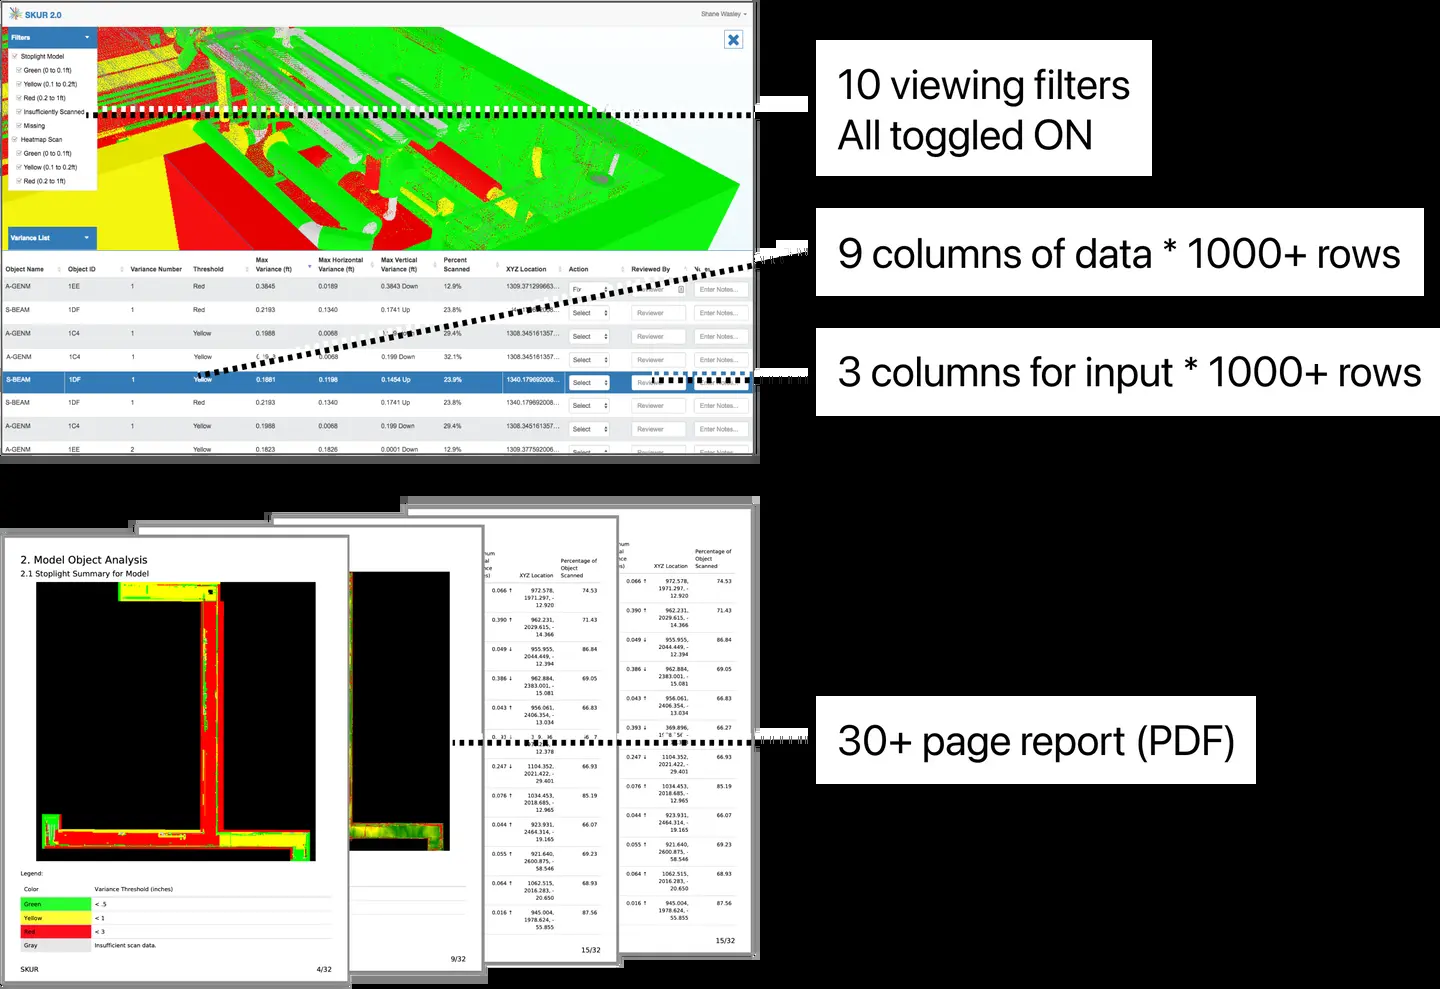 SKUR 2.0
Shane Wasley
Filters
Stoplight Model
Green (0 to 0.1ft)
Yellow (0.1 to 0.2ft)
Red (0.2 to 1ft)
Insufficiently Scanned
Missing
Heatmap Scan
Green (0 to 0.1ft)
Yellow (0.1 to 0.2ft)
Red (0.2 to 1ft)
Variance List
10 viewing filters
All toggled ON
9 columns of data * 1000+ rows
3 columns for input * 1000+ rows
Object Name Object ID Variance Number Threshold Max Variance (ft) Max Horizontal Variance (ft) Max Vertical Variance (ft) Percent Scanned XYZ Location Action Reviewed By
A-GENM 1EE 1 Red 0.3845 0.0189 0.3843 Down 12.9% 1309.371299663... Fix Reviewer Enter Notes...
S-BEAM 1DF 1 Red 0.2193 0.1340 0.1741 Up 23.8% Select Reviewer Enter Notes...
A-GENM 1C4 1 Yellow 0.1988 0.0068 Down 29.4% 1308.345161357... Select Reviewer Enter Notes...
A-GENM 1C4 1 Yellow 0.0068 0.199 Down 32.1% 1308.345161357... Select Reviewer Enter Notes...
S-BEAM 1DF 1 Yellow 0.1881 0.1198 0.1454 Up 23.9% 1340.179692008... Select Reviewer Enter Notes...
S-BEAM 1DF 1 Red 0.2193 0.1340 0.1741 Up 23.8% 1340.179692008... Select Reviewer Enter Notes...
A-GENM 1C4 1 Yellow 0.1988 0.0068 0.199 Down 29.4% 1308.345161357... Select Reviewer Enter Notes...
A-GENM 1EE 2 Yellow 0.1823 0.1826 0.0001 Down 12.9% 1309.377592006... Select Reviewer Enter Notes...
2. Model Object Analysis
2.1 Stoplight Summary for Model
Legend:
Color Variance Threshold (inches)
Green < .5
Yellow < 1
Red < 3
Gray Insufficient scan data.
SKUR 4/32
9/32
XYZ Location Percentage of Object Scanned
0.066 ↑ 972.578, 1971.297, - 12.920 74.53
0.390 ↑ 962.231, 2029.615, - 14.366 71.43
0.049 ↓ 955.955, 2044.449, - 12.394 86.84
0.386 ↓ 962.884, 2383.001, - 15.081 69.05
0.043 ↑ 956.061, 2406.354, - 13.034 66.83
12.378
0.247 ↓ 1104.352, 2021.422, - 29.401 66.93
0.076 ↑ 1034.453, 2018.685, - 12.965 85.19
0.044 ↑ 923.931, 2464.314, - 19.165 66.07
0.055 ↑ 921.640, 2600.875, - 58.546 69.23
0.064 ↑ 1062.515, 2016.283, - 20.650 68.93
0.016 ↑ 945.004, 1978.624, - 55.855 87.56
15/32
XYZ Location Percentage of Object Scanned
0.066 ↑ 972.578, 1971.297, - 12.920 74.53
0.390 ↑ 962.231, 2029.615, - 14.366 71.43
0.049 ↓ 955.955, 2044.449, - 12.394 86.84
0.386 ↓ 962.884, 2383.001, - 15.081 69.05
0.043 ↑ 956.061, 2406.354, - 13.034 66.83
0.393 ↓ 369.896, 66.27
0.247 ↓ 1104.352, 2021.422, - 29.401 66.93
0.076 ↑ 1034.453, 2018.685, - 12.965 85.19
0.044 ↑ 923.931, 2464.314, - 19.165 66.07
0.055 ↓ 921.640, 2600.875, - 58.546 69.23
0.064 ↑ 1062.515, 2016.283, - 20.650 68.93
0.016 ↑ 945.004, 1978.624, - 55.855 87.56
15/32
30+ page report (PDF)